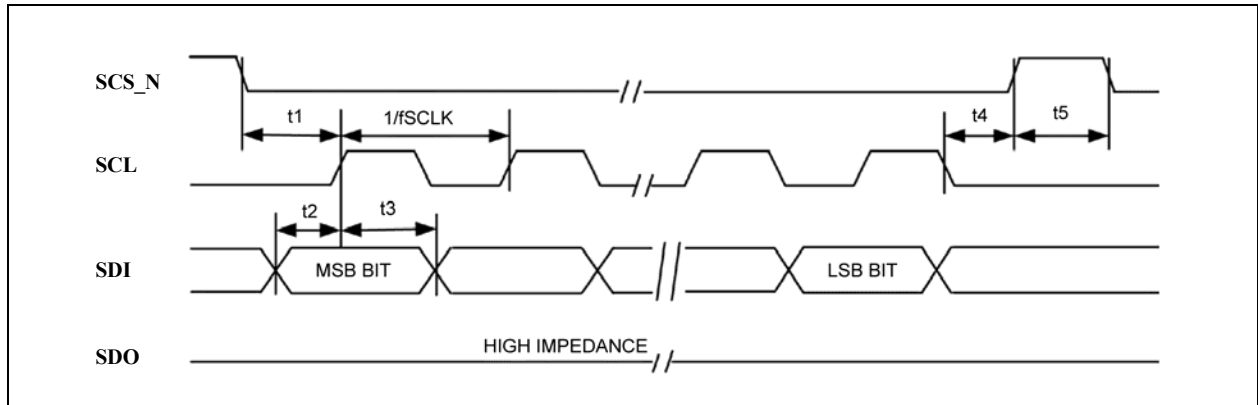 SCS_N
t1
1/fSCLK
t4
t5
SCL
t2
t3
SDI
MSB BIT
LSB BIT
SDO
HIGH IMPEDANCE